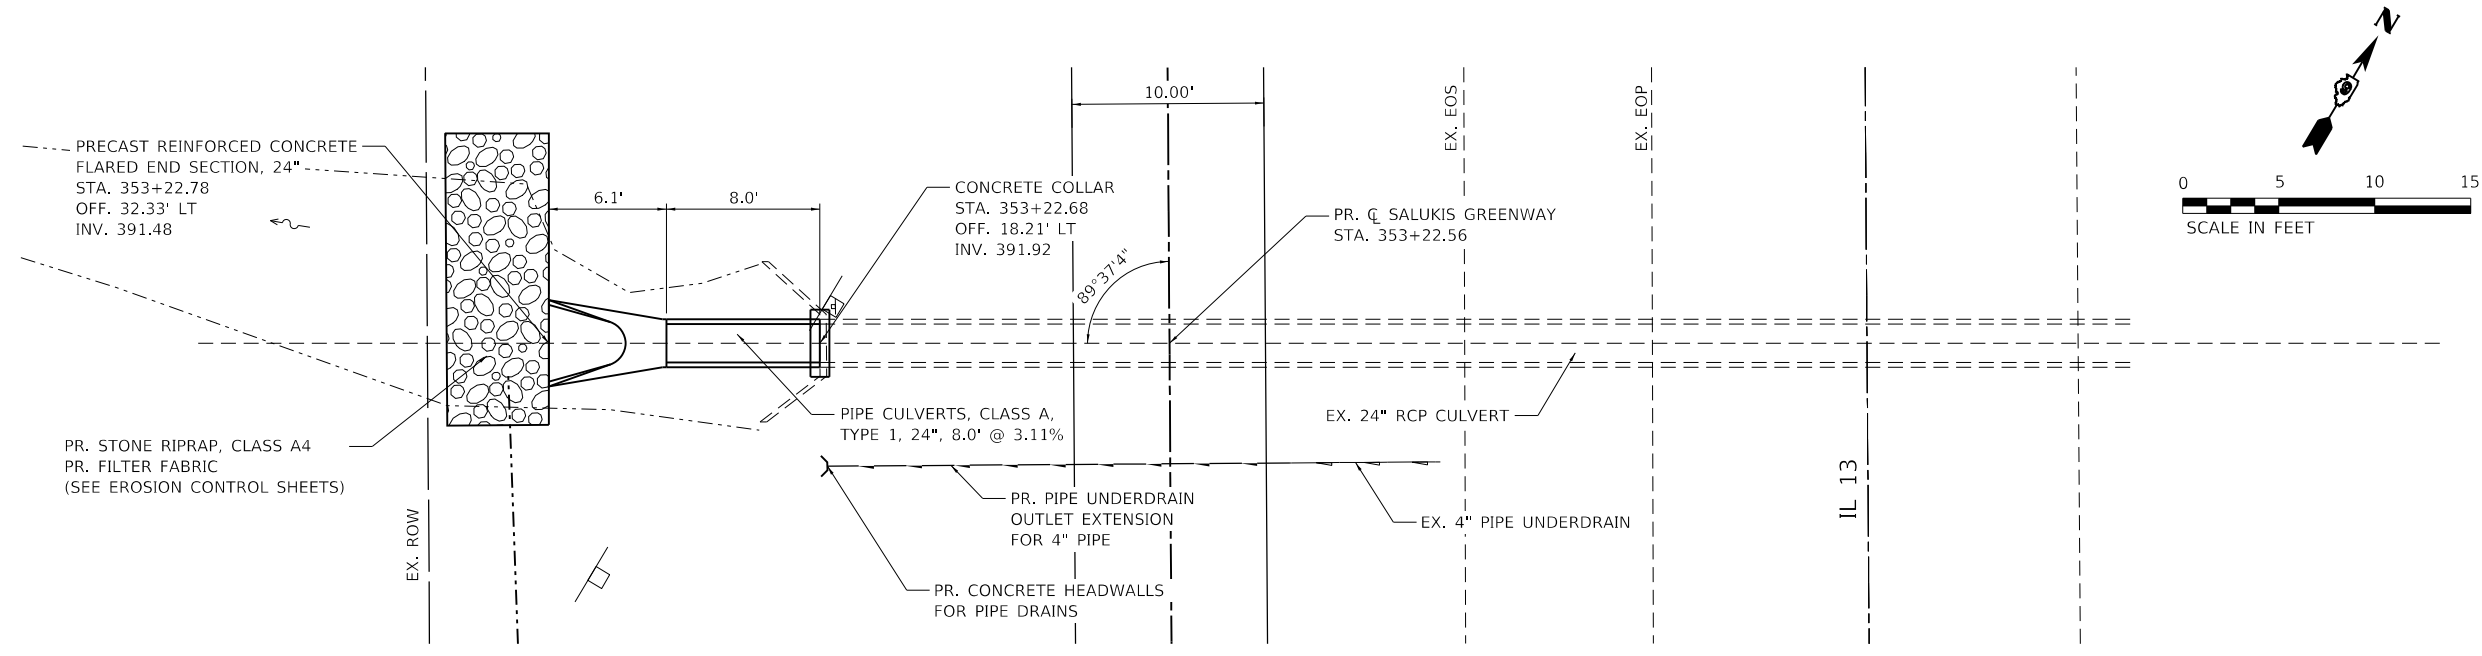 N
0 5 10 15
SCALE IN FEET
10.00'
EX. EOS
EX. EOP
PRECAST REINFORCED CONCRETE
FLARED END SECTION, 24"
STA. 353+22.78
OFF. 32.33' LT
INV. 391.48
6.1'
8.0'
CONCRETE COLLAR
STA. 353+22.68
OFF. 18.21' LT
INV. 391.92
PR. ℄ SALUKIS GREENWAY
STA. 353+22.56
89°37'4"
PIPE CULVERTS, CLASS A,
TYPE 1, 24", 8.0' @ 3.11%
EX. 24" RCP CULVERT
PR. STONE RIPRAP, CLASS A4
PR. FILTER FABRIC
(SEE EROSION CONTROL SHEETS)
EX. ROW
PR. PIPE UNDERDRAIN
OUTLET EXTENSION
FOR 4" PIPE
EX. 4" PIPE UNDERDRAIN
IL 13
PR. CONCRETE HEADWALLS
FOR PIPE DRAINS